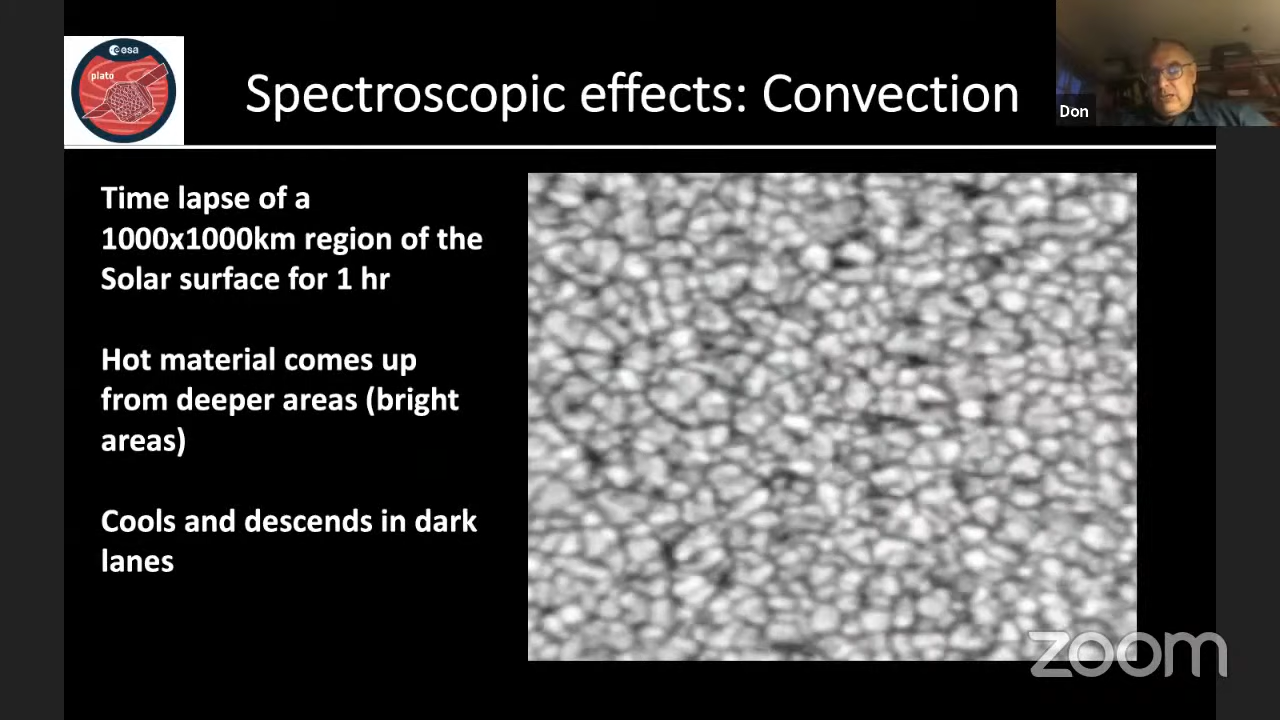 esa
plato
Spectroscopic effects: Convection
Don
Time lapse of a
1000x1000km region of the
Solar surface for 1 hr
Hot material comes up
from deeper areas (bright
areas)
Cools and descends in dark
lanes
zoom